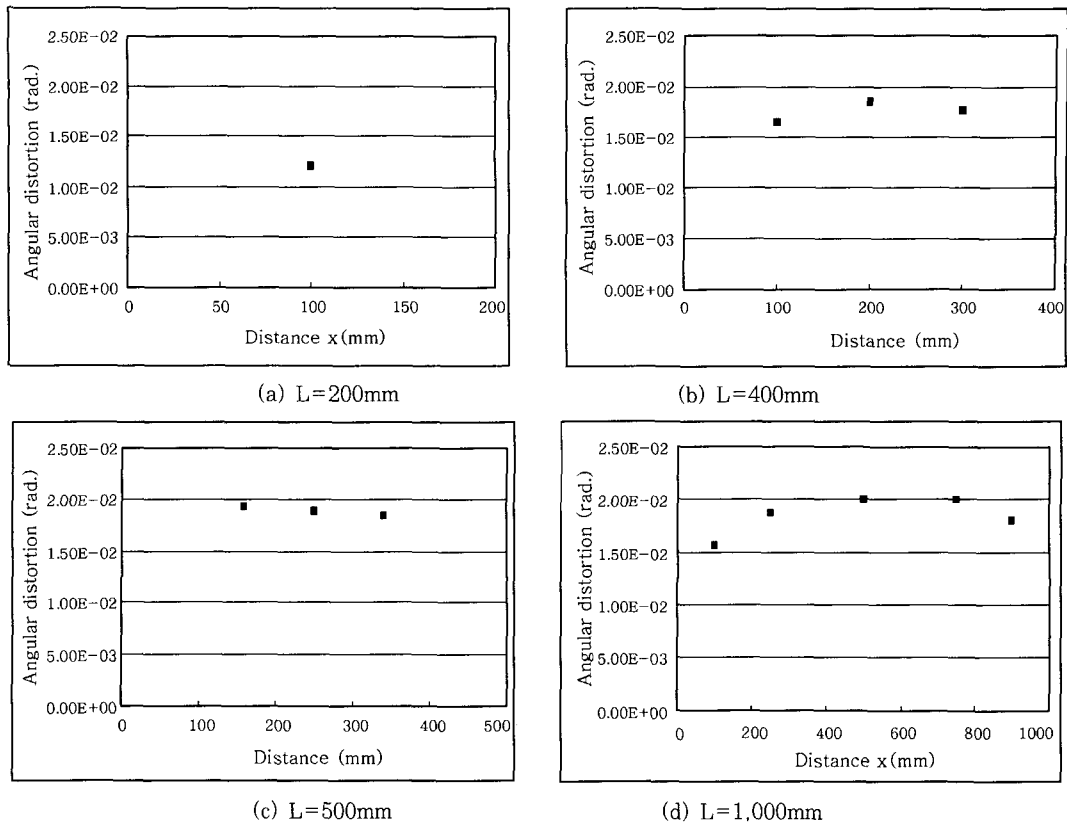 Angular distortion (rad.)
2.50E-02
2.00E-02
1.50E-02
1.00E-02
5.00E-03
0.00E+00
0 50 100 150 200
Distance x(mm)
(a) L=200mm
Angular distortion (rad.)
2.50E-02
2.00E-02
1.50E-02
1.00E-02
5.00E-03
0.00E+00
0 100 200 300 400
Distance (mm)
(b) L=400mm
Angular distortion (rad.)
2.50E-02
2.00E-02
1.50E-02
1.00E-02
5.00E-03
0.00E+00
0 100 200 300 400 500
Distance (mm)
(c) L=500mm
Angular distortion (rad.)
2.50E-02
2.00E-02
1.50E-02
1.00E-02
5.00E-03
0.00E+00
0 200 400 600 800 1000
Distance x(mm)
(d) L=1,000mm